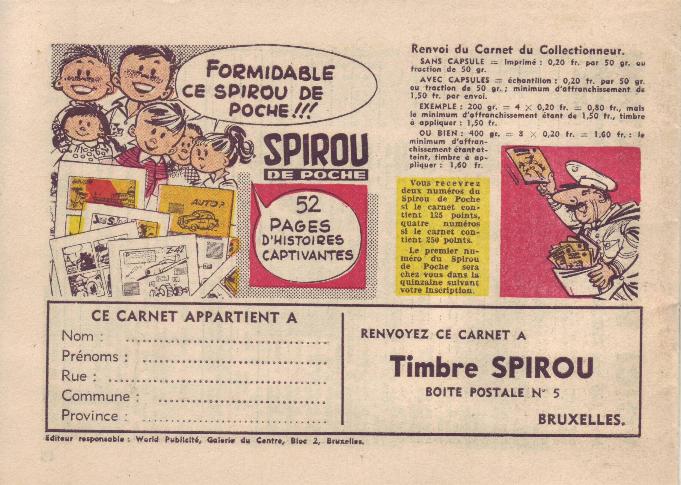 FORMIDABLE
CE SPIROU DE
POCHE !!!
SPIROU
DE POCHE
52
PAGES
D'HISTOIRES
CAPTIVANTES
AUTO?
Renvoi du Carnet du Collectionneur.
SANS CAPSULE = imprimé : 0,20 fr. par 50 gr. ou
fraction de 50 gr.
AVEC CAPSULES = échantillon : 0,20 fr. par 50 gr.
ou fraction de 50 gr. ; minimum d'affranchissement de
1,50 fr. par envoi.
EXEMPLE : 200 gr. = 4 × 0,20 fr. = 0,80 fr., mais
le minimum d'affranchissement étant de 1,50 fr., timbre
à appliquer : 1,50 fr.
OU BIEN : 400 gr. = 8 × 0,20 fr. = 1,60 fr. : le
minimum d'affran-
chissement étant at-
teint, timbre à ap-
pliquer : 1,60 fr.
Vous recevrez
deux numéros du
Spirou de Poche
si le carnet con-
tient 125 points,
quatre numéros
si le carnet con-
tient 250 points.
Le premier nu-
méro du Spirou
de Poche sera
chez vous dans la
quinzaine suivant
votre inscription.
CE CARNET APPARTIENT A
Nom :
Prénoms :
Rue :
Commune :
Province :
RENVOYEZ CE CARNET A
Timbre SPIROU
BOITE POSTALE N° 5
BRUXELLES.
Editeur responsable : World Publicité, Galerie du Centre, Bloc 2, Bruxelles.